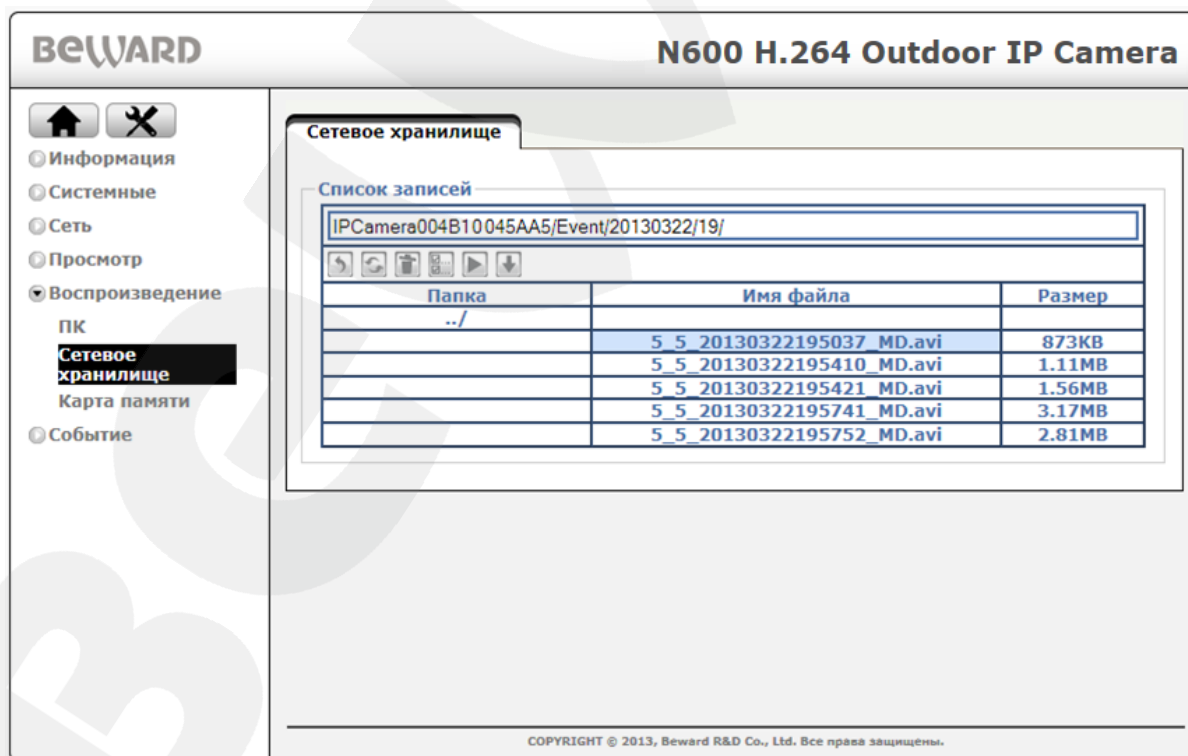 BEWARD
N600 H.264 Outdoor IP Camera
Информация
Системные
Сеть
Просмотр
Воспроизведение
ПК
Сетевое
хранилище
Карта памяти
Событие
Сетевое хранилище
Список записей
IPCamera004B10045AA5/Event/20130322/19/
Папка Имя файла Размер
../
5_5_20130322195037_MD.avi 873KB
5_5_20130322195410_MD.avi 1.11MB
5_5_20130322195421_MD.avi 1.56MB
5_5_20130322195741_MD.avi 3.17MB
5_5_20130322195752_MD.avi 2.81MB
COPYRIGHT © 2013, Beward R&D Co., Ltd. Все права защищены.